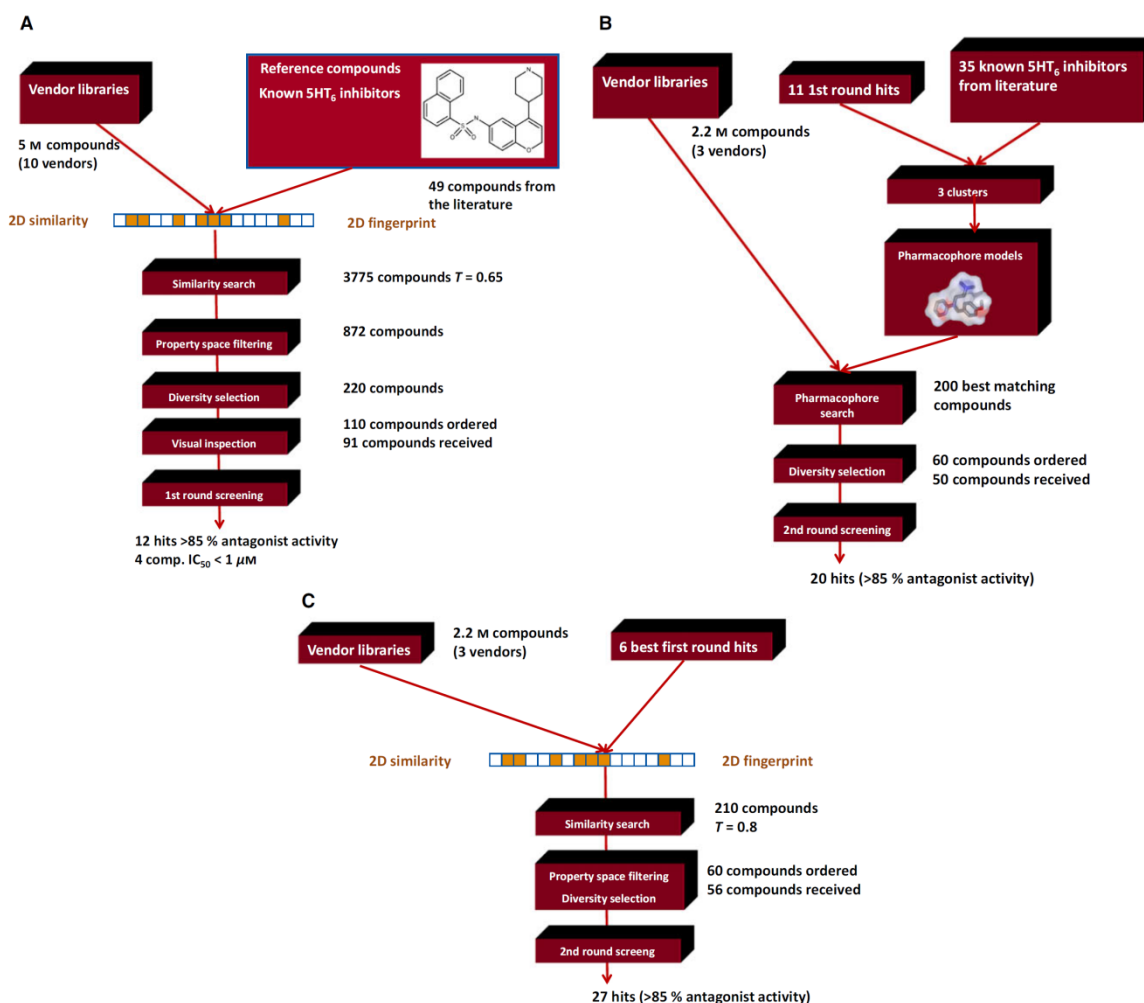 A
Vendor libraries
Reference compounds
Known 5HT₆ inhibitors
N
N
S
O
O
O
5 M compounds
(10 vendors)
49 compounds from
the literature
2D similarity
2D fingerprint
Similarity search
3775 compounds T = 0.65
Property space filtering
872 compounds
Diversity selection
220 compounds
Visual inspection
110 compounds ordered
91 compounds received
1st round screening
12 hits >85 % antagonist activity
4 comp. IC₅₀ < 1 μM
B
Vendor libraries
11 1st round hits
35 known 5HT₆ inhibitors
from literature
2.2 M compounds
(3 vendors)
3 clusters
Pharmacophore models
Pharmacophore
search
200 best matching
compounds
Diversity selection
60 compounds ordered
50 compounds received
2nd round screening
20 hits (>85 % antagonist activity)
C
Vendor libraries
2.2 M compounds
(3 vendors)
6 best first round hits
2D similarity
2D fingerprint
Similarity search
210 compounds
T = 0.8
Property space filtering
Diversity selection
60 compounds ordered
56 compounds received
2nd round screeng
27 hits (>85 % antagonist activity)